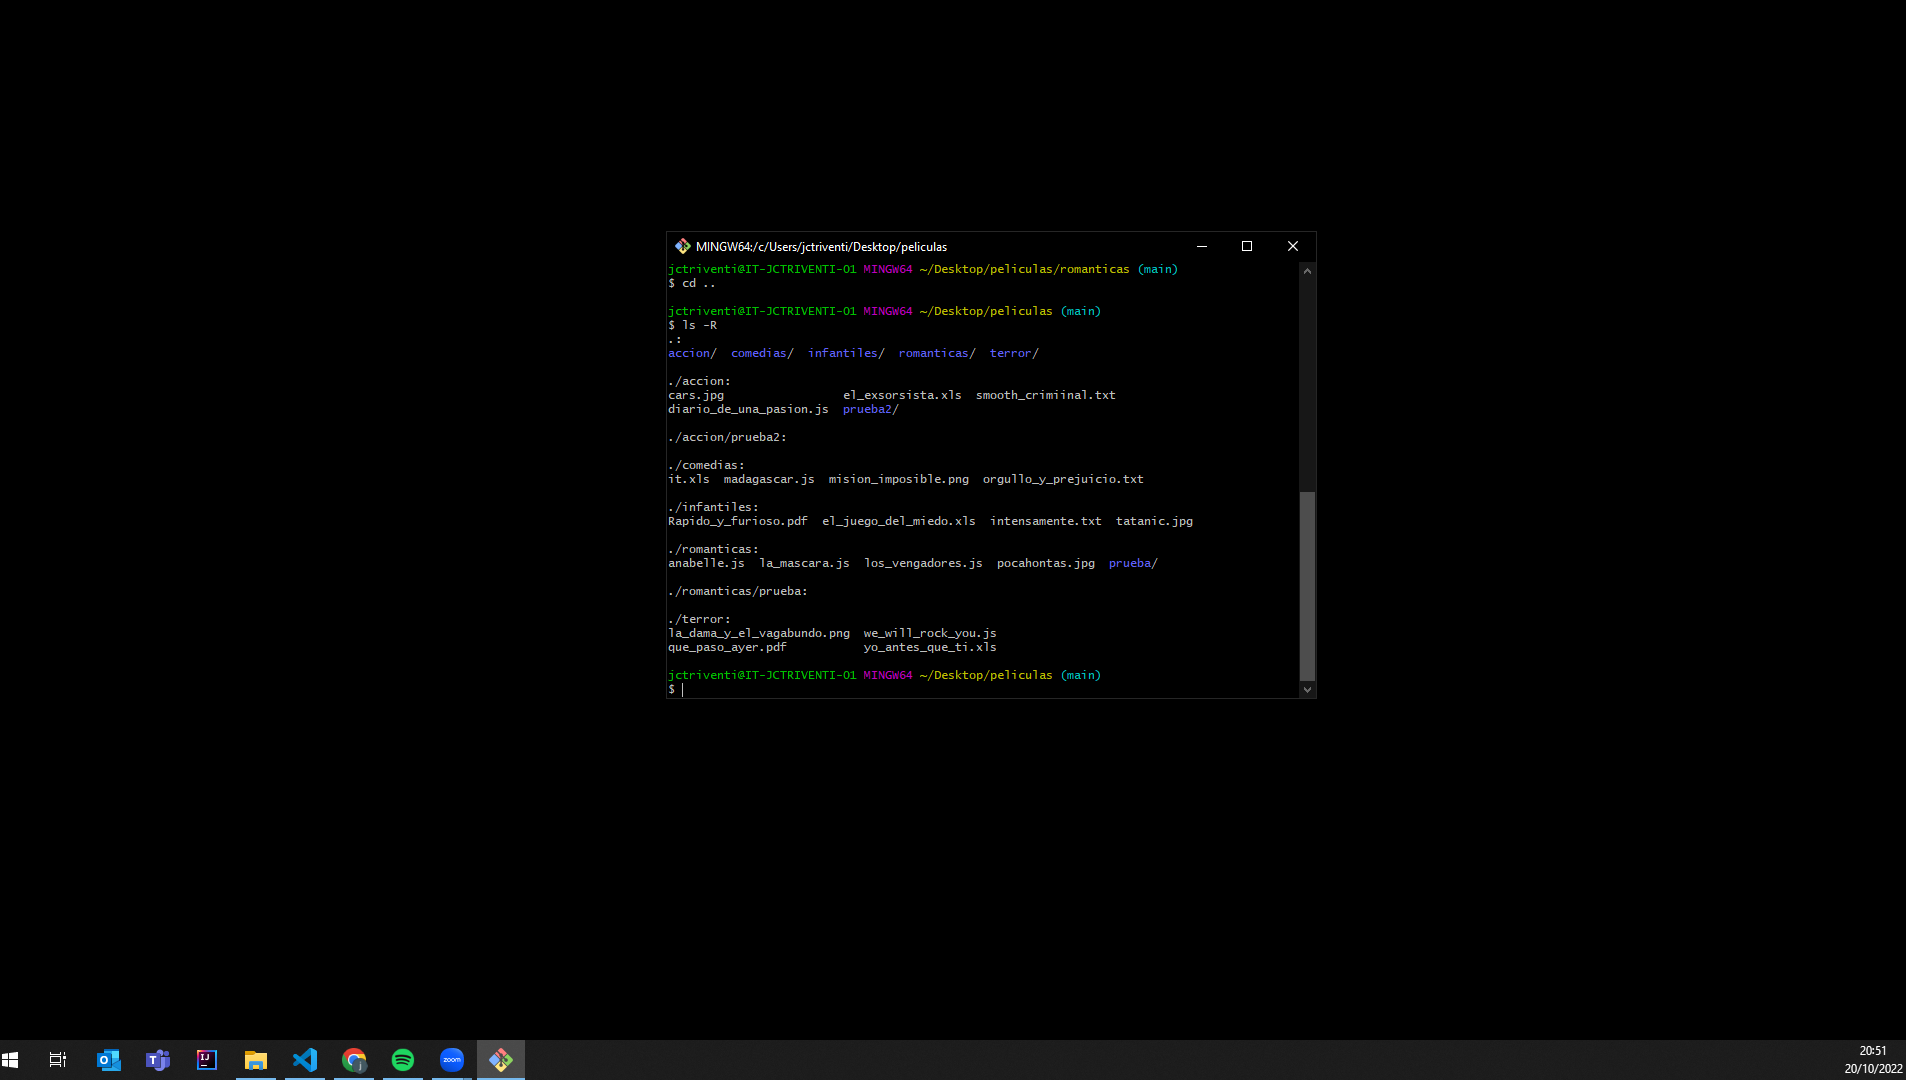 MINGW64:/c/Users/jctriventi/Desktop/peliculas
jctriventi@IT-JCTRIVENTI-01 MINGW64 ~/Desktop/peliculas/romanticas (main)
$ cd ..
jctriventi@IT-JCTRIVENTI-01 MINGW64 ~/Desktop/peliculas (main)
$ ls -R
.:
accion/  comedias/  infantiles/  romanticas/  terror/
./accion:
cars.jpg                 el_exsorsista.xls  smooth_crimiinal.txt
diario_de_una_pasion.js  prueba2/
./accion/prueba2:
./comedias:
it.xls  madagascar.js  mision_imposible.png  orgullo_y_prejuicio.txt
./infantiles:
Rapido_y_furioso.pdf  el_juego_del_miedo.xls  intensamente.txt  tatanic.jpg
./romanticas:
anabelle.js  la_mascara.js  los_vengadores.js  pocahontas.jpg  prueba/
./romanticas/prueba:
./terror:
la_dama_y_el_vagabundo.png  we_will_rock_you.js
que_paso_ayer.pdf           yo_antes_que_ti.xls
jctriventi@IT-JCTRIVENTI-01 MINGW64 ~/Desktop/peliculas (main)
$
O
T
IJ
j
zoom
20:51
20/10/2022